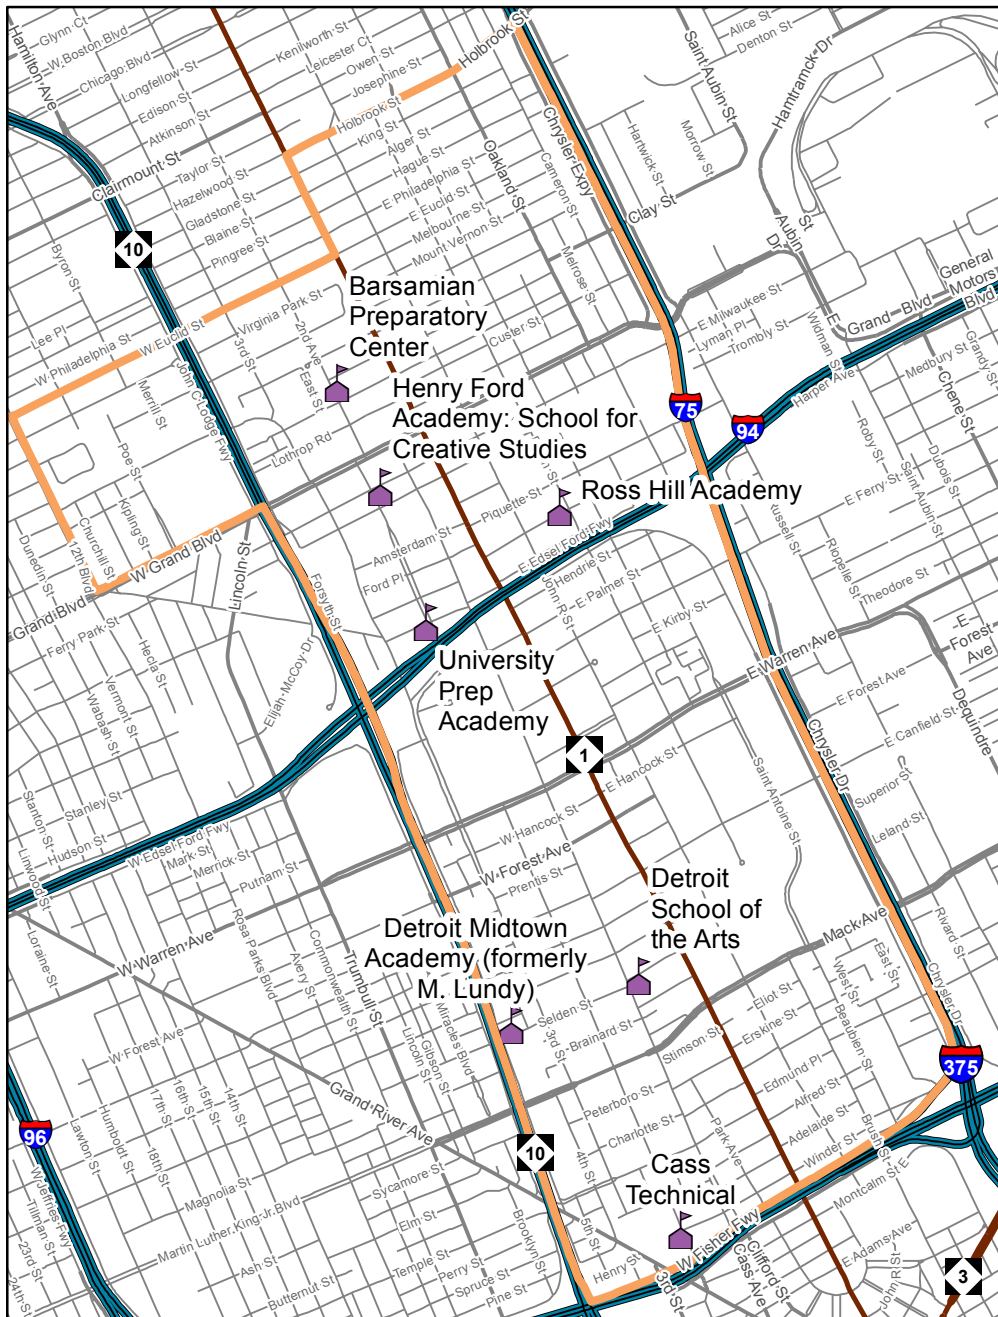 Glynn Ct
W Boston Blvd
Chicago Blvd
Longfellow St
Edison St
Atkinson St
Hamilton Ave
Clairmount St
Taylor St
Hazelwood St
Gladstone St
Blaine St
Pingree St
Kenilworth St
Leicester Ct
Owen St
Josephine St
Holbrook St
Holbrook St
King St
Alger St
Hague St
E Philadelphia St
E Euclid St
Melbourne St
Mount Vernon St
Oakland St
Cameron St
Chrysler Expy
Melrose St
Hartwick St
Morrow St
Clay St
Alice St
Denton St
Saint Aubin St
Hamtramck Dr
St Aubin
Dr
E Grand Blvd
General Motors Blvd
E Milwaukee St
Lyman Pl
Trombly St
Widman St
Harper Ave
Medbury St
Grandy St
Chene St
10
Byron St
Lee Pl
W Philadelphia St
W Euclid St
Virginia Park St
3rd St
2nd Ave
East St
John C Lodge Fwy
Merrill St
Custer St
Barsamian
Preparatory
Center
Henry Ford
Academy: School for
Creative Studies
Ross Hill Academy
75
94
Lothrop Rd
Poe St
Kipling St
Churchill St
12th Blvd
Dunedin St
W Grand Blvd
Grand Blvd
Lincoln St
Forsyth St
Piquette St
Amsterdam St
Ford Pl
E Edsel Ford Fwy
Hendrie St
John R St
E Palmer St
E Kirby St
Russell St
Roby St
E Ferry St
Saint Aubin St
Dubois St
Riopelle St
Theodore St
E Warren Ave
E Forest Ave
E Forest Ave
Dequindre
E Canfield St
Ferry Park St
Hecla St
Vermont St
Wabash St
Elijah McCoy Dr
University
Prep
Academy
1
E Hancock St
W Hancock St
W Forest Ave
Prentis St
Saint Antoine St
Chrysler Dr
Superior St
Leland St
Stanton St
Stanley St
Hudson St
Linwood St
W Edsel Ford Fwy
Mark St
Merrick St
Putnam St
Loraine St
W Warren Ave
Rosa Parks Blvd
Avery St
Commonwealth St
Trumbull St
Detroit Midtown
Academy (formerly
M. Lundy)
Detroit
School of
the Arts
Mack Ave
Rivard St
East St
West St
Chrysler Dr
Beaubien St
Eliot St
Erskine St
Stimson St
Selden St
Brainard St
3rd St
Miracles Blvd
Gibson St
Lincoln St
Edmund Pl
Alfred St
Adelaide St
Winder St
Brush St
Montcalm St E
375
W Forest Ave
16th St
17th St
15th St
14th St
18th St
Humboldt St
Lawton St
96
W Jeffries Fwy
Tillman St
23rd St
24th St
Grand River Ave
Magnolia St
Martin Luther King Jr Blvd
Ash St
Butternut St
Sycamore St
Elm St
Temple St
Perry St
Spruce St
Pine St
Brooklyn St
10
Peterboro St
Charlotte St
Park Ave
4th St
5th St
Henry St
3rd St
Cass
Technical
W Fisher Fwy
Clifford St
Cass Ave
E Adams Ave
John R St
3